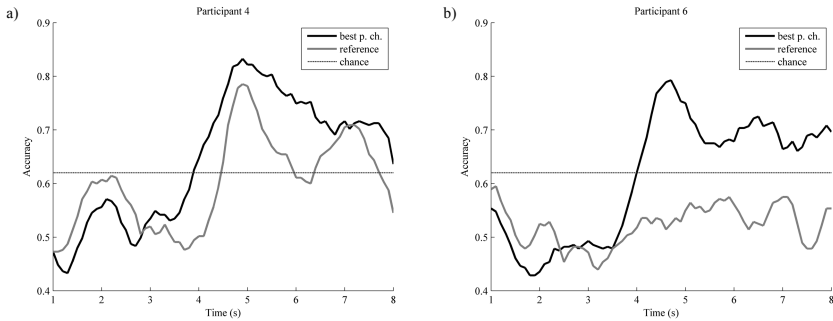 a)
Participant 4
0.9
0.8
0.7
0.6
0.5
0.4
Accuracy
best p. ch.
reference
chance
1 2 3 4 5 6 7 8
Time (s)
b)
Participant 6
0.9
0.8
0.7
0.6
0.5
0.4
Accuracy
best p. ch.
reference
chance
1 2 3 4 5 6 7 8
Time (s)